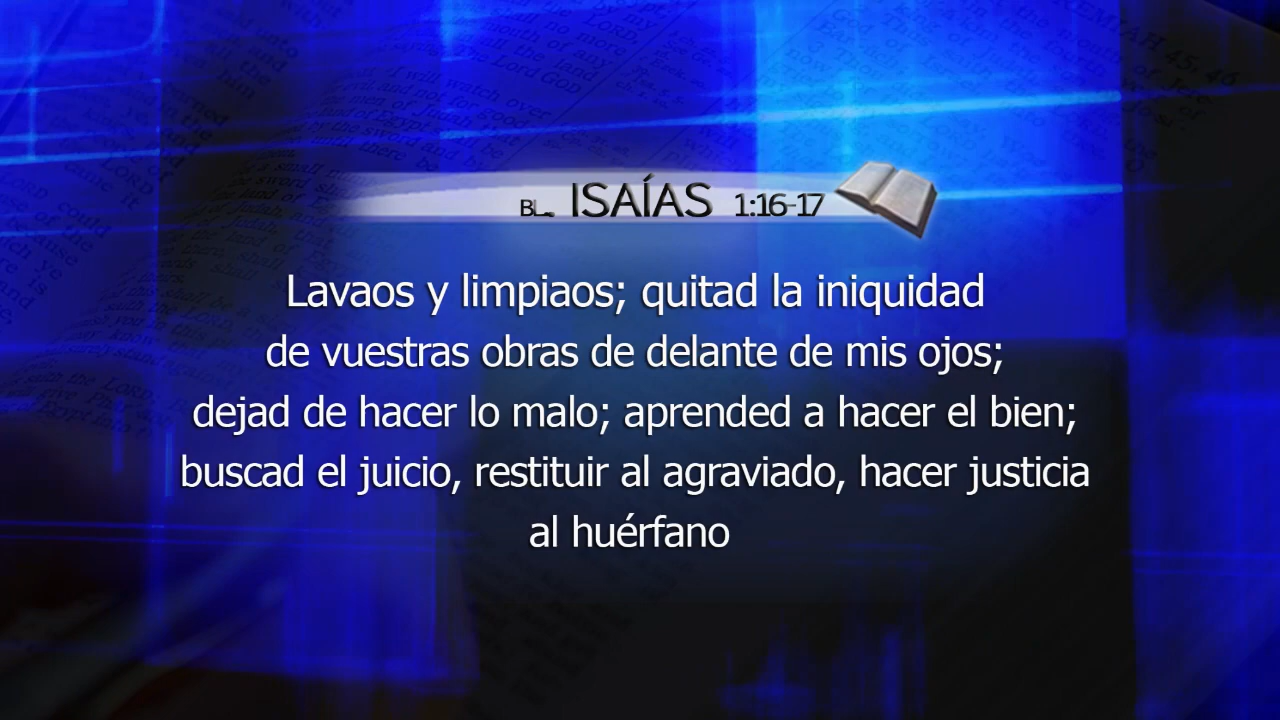 BL. ISAÍAS 1:16-17
Lavaos y limpiaos; quitad la iniquidad
de vuestras obras de delante de mis ojos;
dejad de hacer lo malo; aprended a hacer el bien;
buscad el juicio, restituir al agraviado, hacer justicia
al huérfano